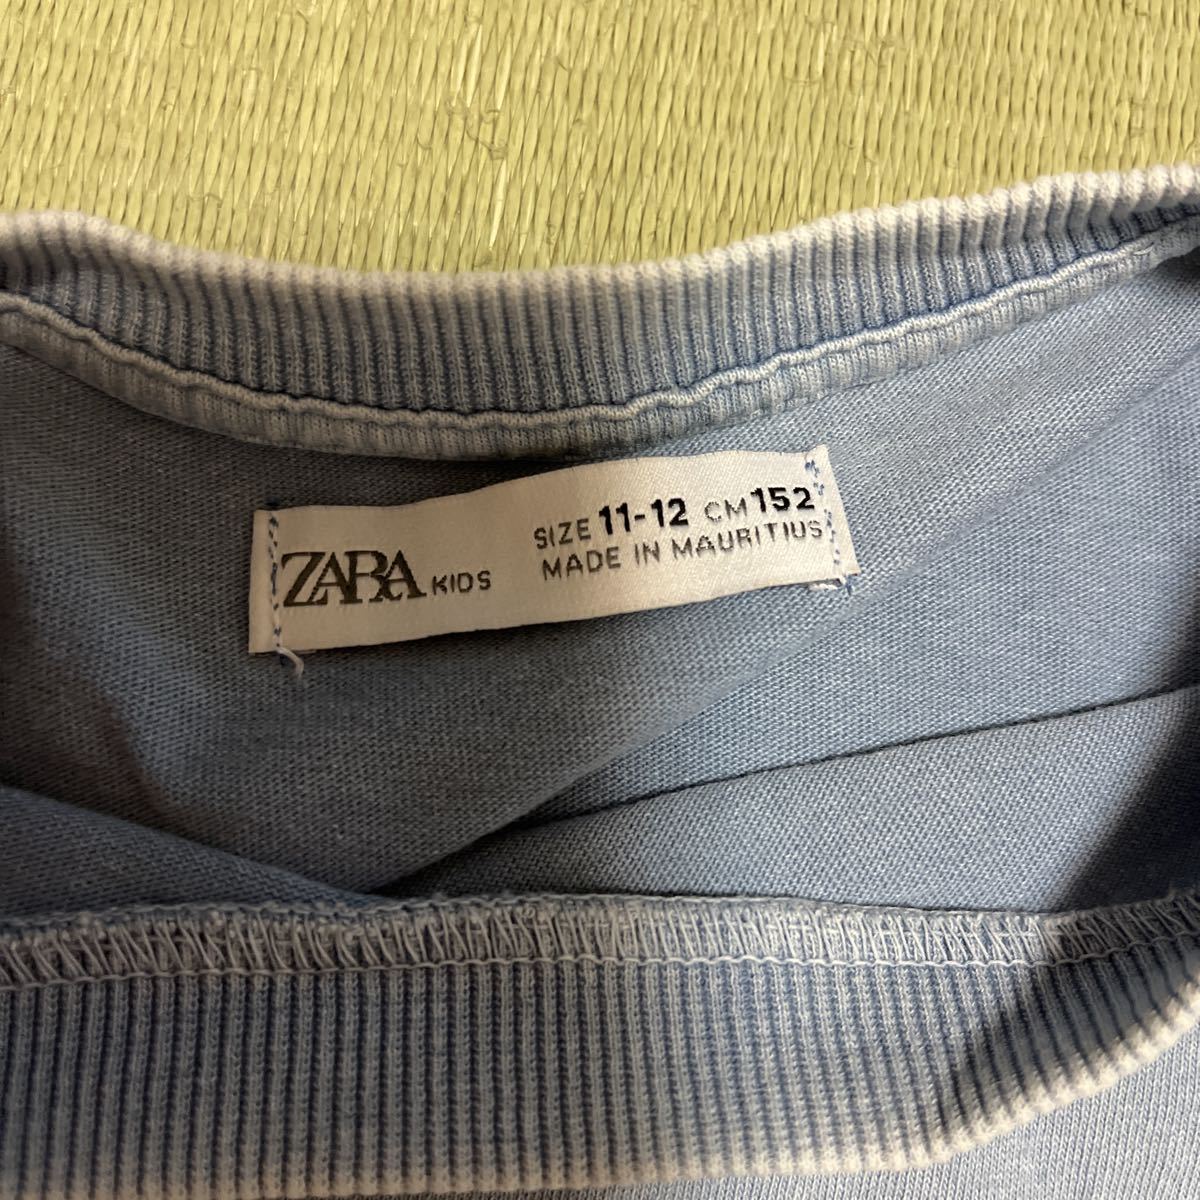 ZARA KIDS
SIZE 11-12 CM 152
MADE IN MAURITIUS